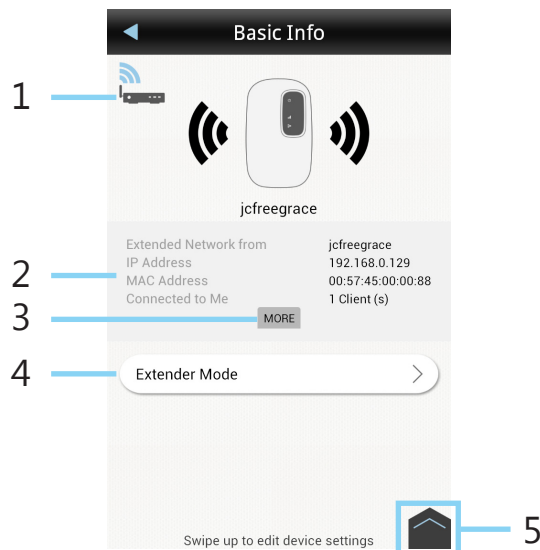 Basic Info
1
jcfreegrace
Extended Network from jcfreegrace
IP Address 192.168.0.129
2
MAC Address 00:57:45:00:00:88
Connected to Me 1 Client (s)
3
MORE
4
Extender Mode
5
Swipe up to edit device settings